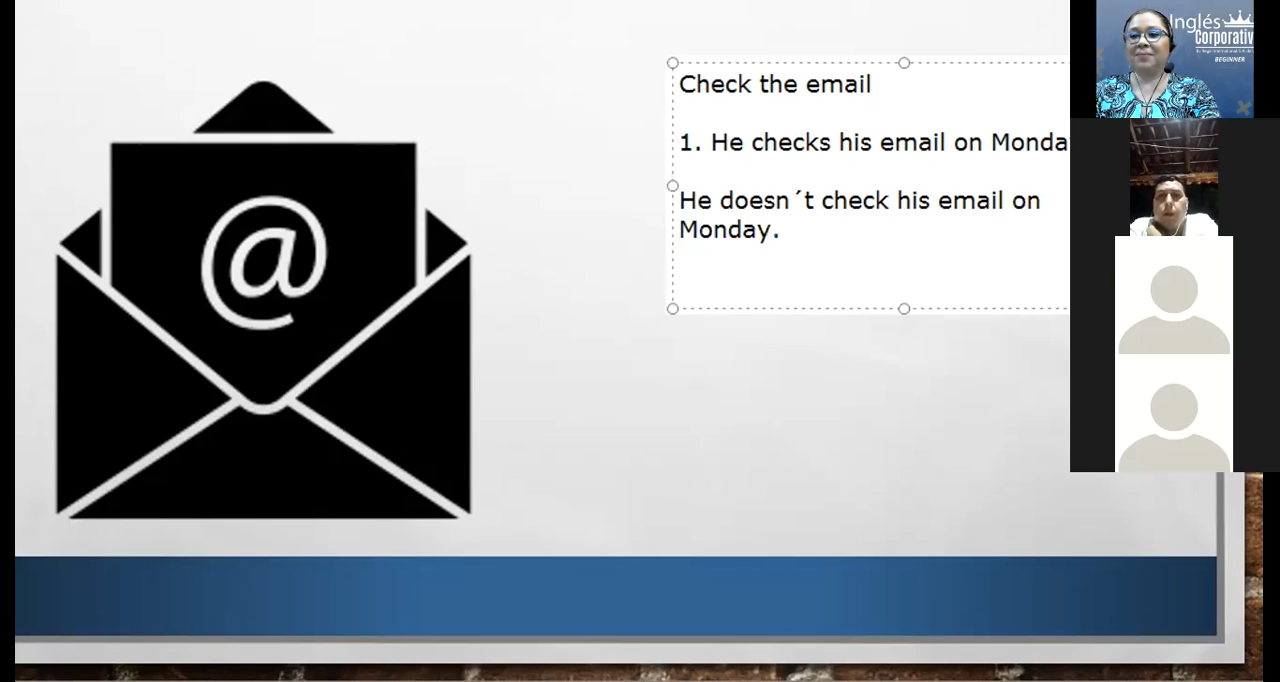 Check the email
1. He checks his email on Monda
He doesn´t check his email on
Monday.
@
Inglés
Corporativ
BEGINNER